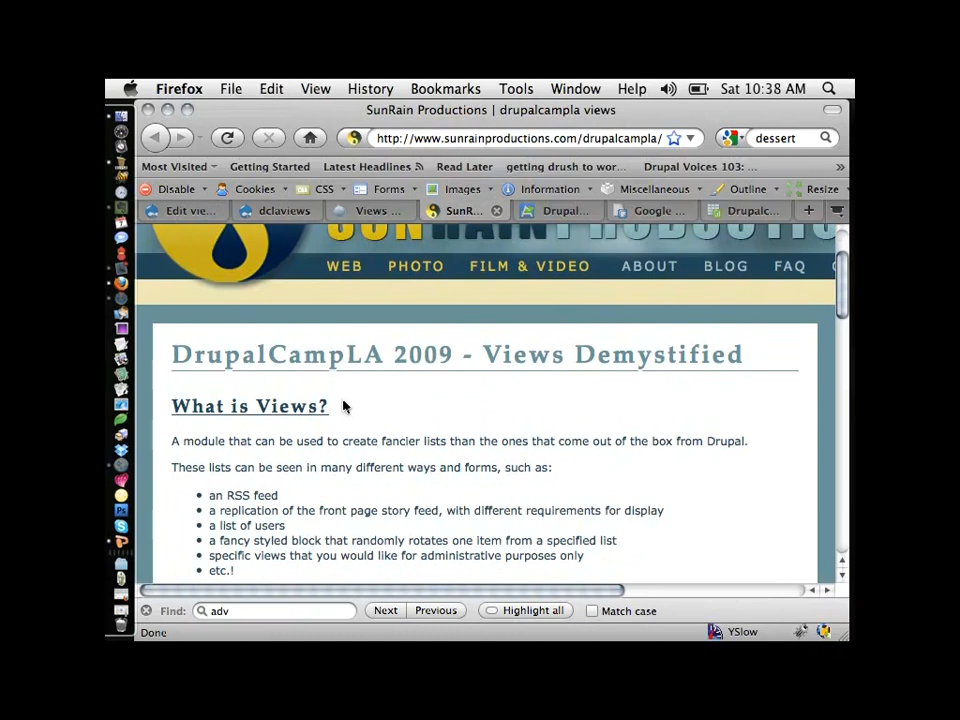 Firefox File Edit View History Bookmarks Tools Window Help Sat 10:38 AM
SunRain Productions | drupalcampla views
http://www.sunrainproductions.com/drupalcampla/ dessert
Most Visited Getting Started Latest Headlines Read Later getting drush to wor... Drupal Voices 103: ... »
Disable Cookies CSS Forms Images Information Miscellaneous Outline Resize
Edit vie... dclaviews Views ... SunR... Drupal... Google ... Drupalc...
SUNRAINPRODUCTIO
WEB PHOTO FILM & VIDEO ABOUT BLOG FAQ
DrupalCampLA 2009 - Views Demystified
What is Views?
A module that can be used to create fancier lists than the ones that come out of the box from Drupal.
These lists can be seen in many different ways and forms, such as:
• an RSS feed
• a replication of the front page story feed, with different requirements for display
• a list of users
• a fancy styled block that randomly rotates one item from a specified list
• specific views that you would like for administrative purposes only
• etc.!
Find: adv Next Previous Highlight all Match case
Done YSlow